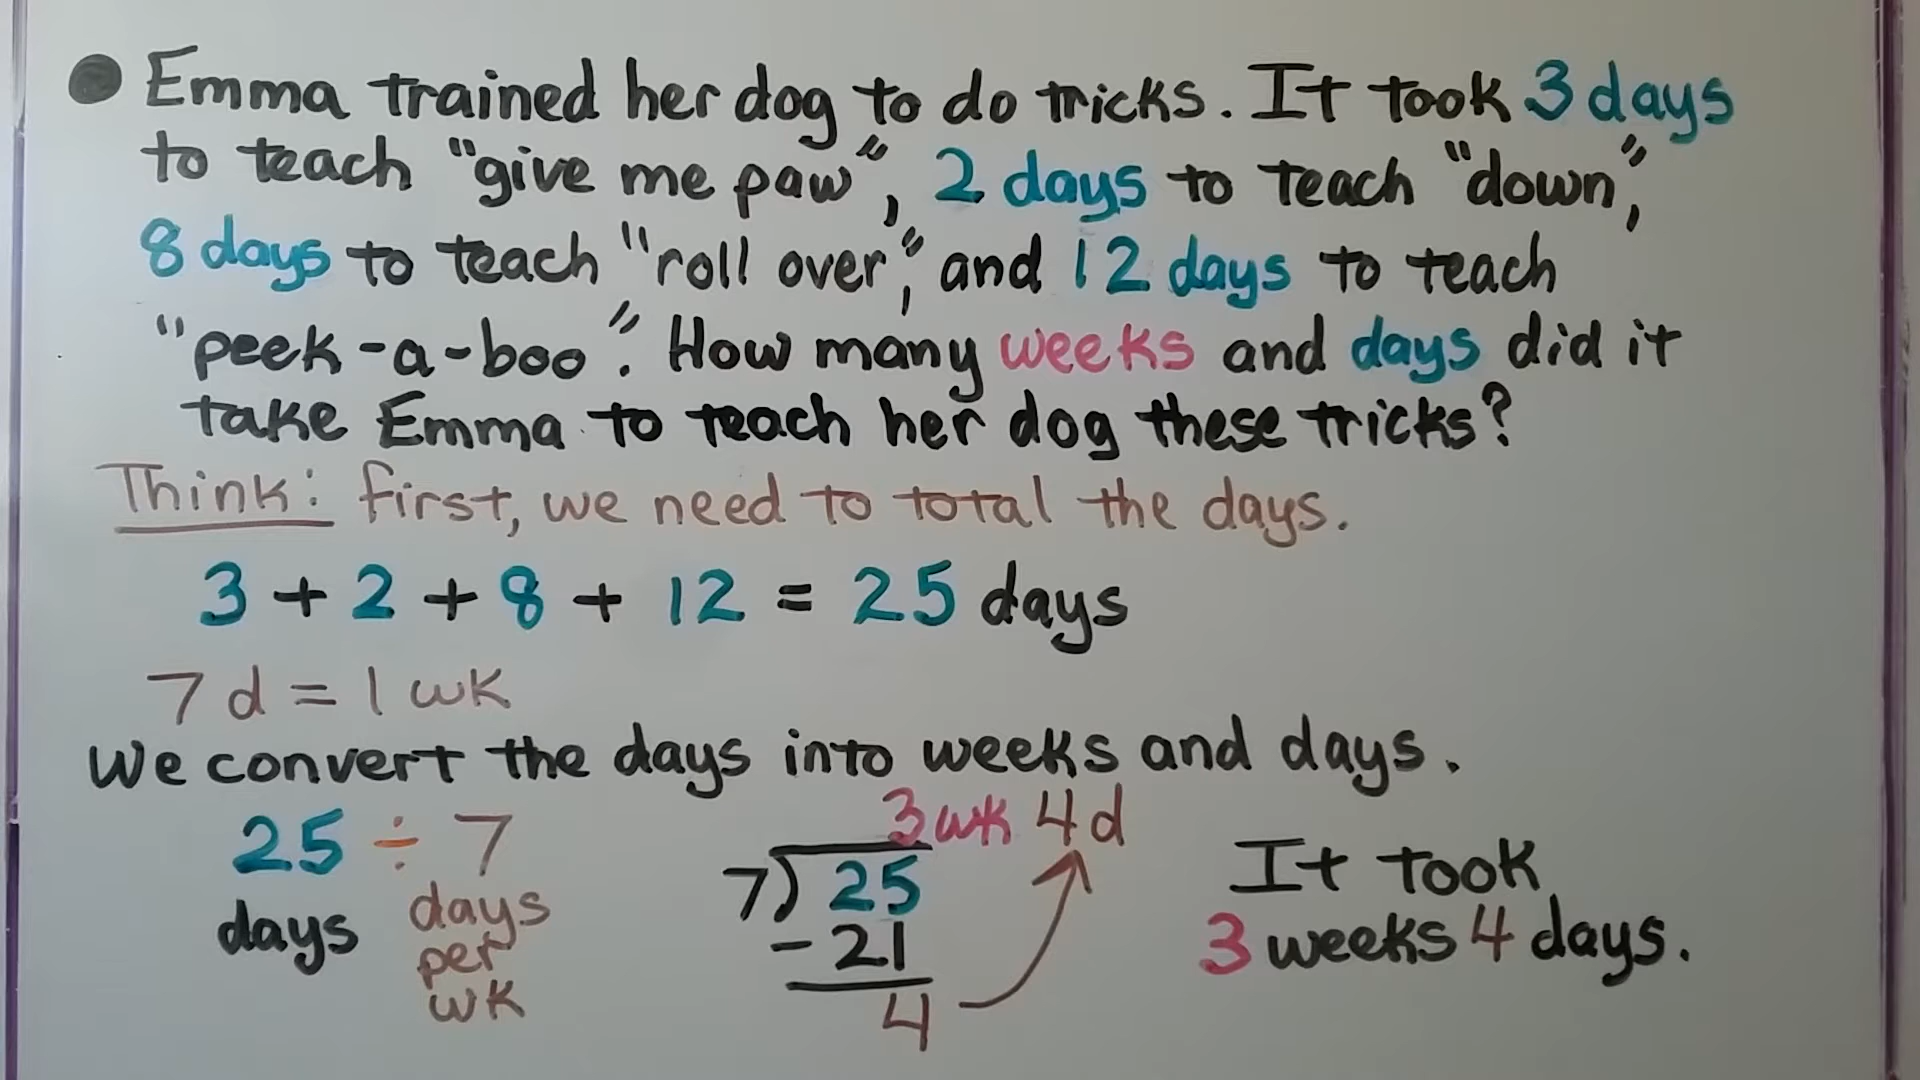 Emma trained her dog to do tricks. It took 3 days
to teach "give me paw", 2 days to teach "down",
8 days to teach "roll over", and 12 days to teach
"peek-a-boo". How many weeks and days did it
take Emma to teach her dog these tricks?
Think: first, we need to total the days.
3 + 2 + 8 + 12 = 25 days
7 d = 1 wk
We convert the days into weeks and days.
25 ÷ 7
days days
per
wk
3 wk 4d
7)25
- 21
4
It took
3 weeks 4 days.